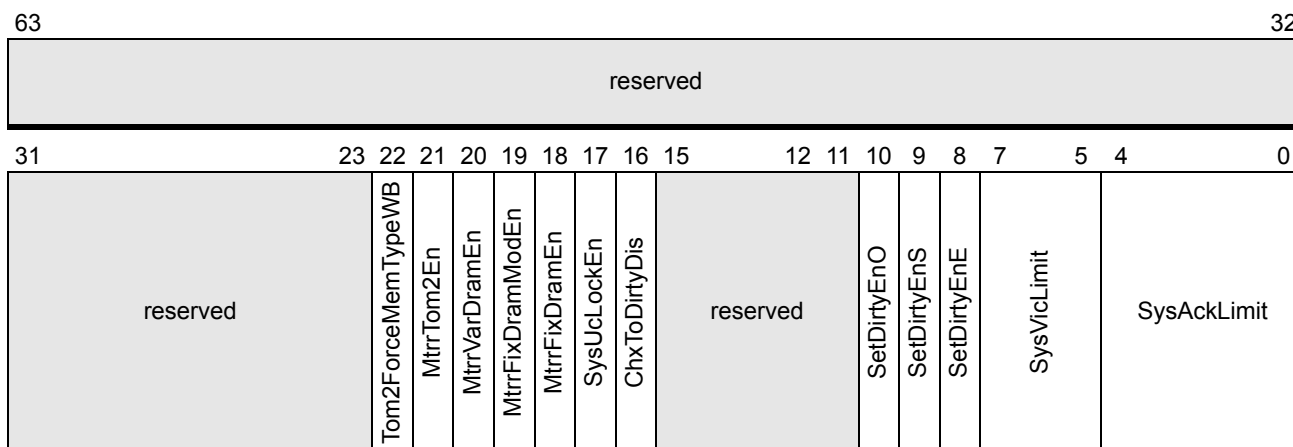 63 32
reserved
31 23 22 21 20 19 18 17 16 15 12 11 10 9 8 7 5 4 0
reserved
Tom2ForceMemTypeWB
MtrrTom2En
MtrrVarDramEn
MtrrFixDramModEn
MtrrFixDramEn
SysUcLockEn
ChxToDirtyDis
reserved
SetDirtyEnO
SetDirtyEnS
SetDirtyEnE
SysVicLimit
SysAckLimit